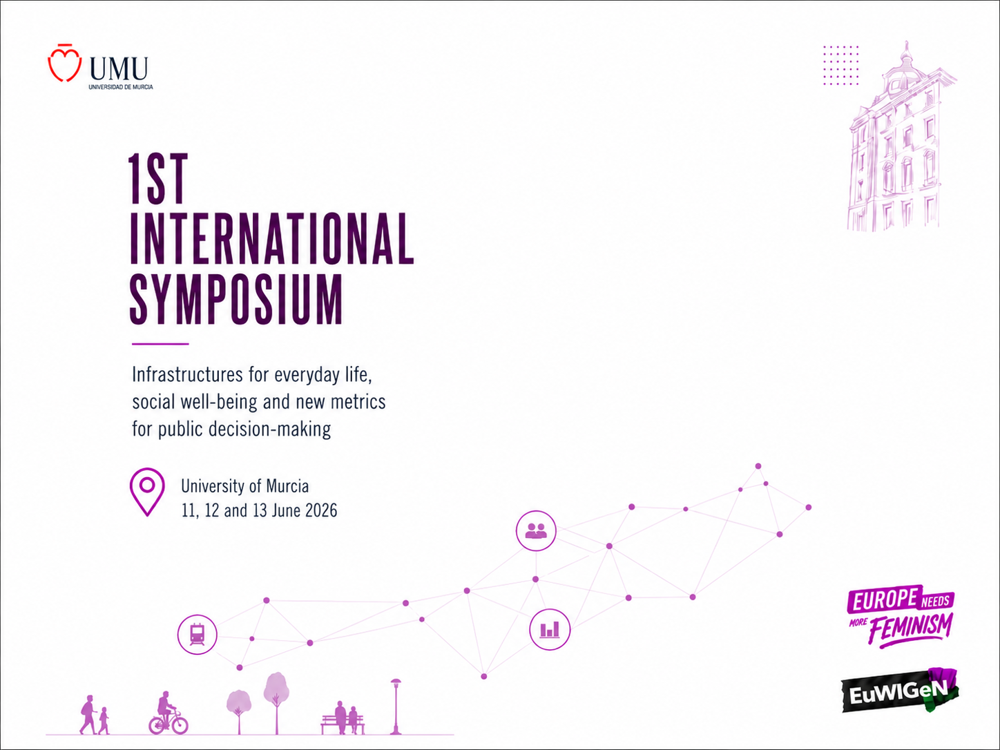 UMU
UNIVERSIDAD DE MURCIA
1ST
INTERNATIONAL
SYMPOSIUM
Infrastructures for everyday life,
social well-being and new metrics
for public decision-making
University of Murcia
11, 12 and 13 June 2026
EUROPE NEEDS
MORE FEMINISM
EuWIGeN